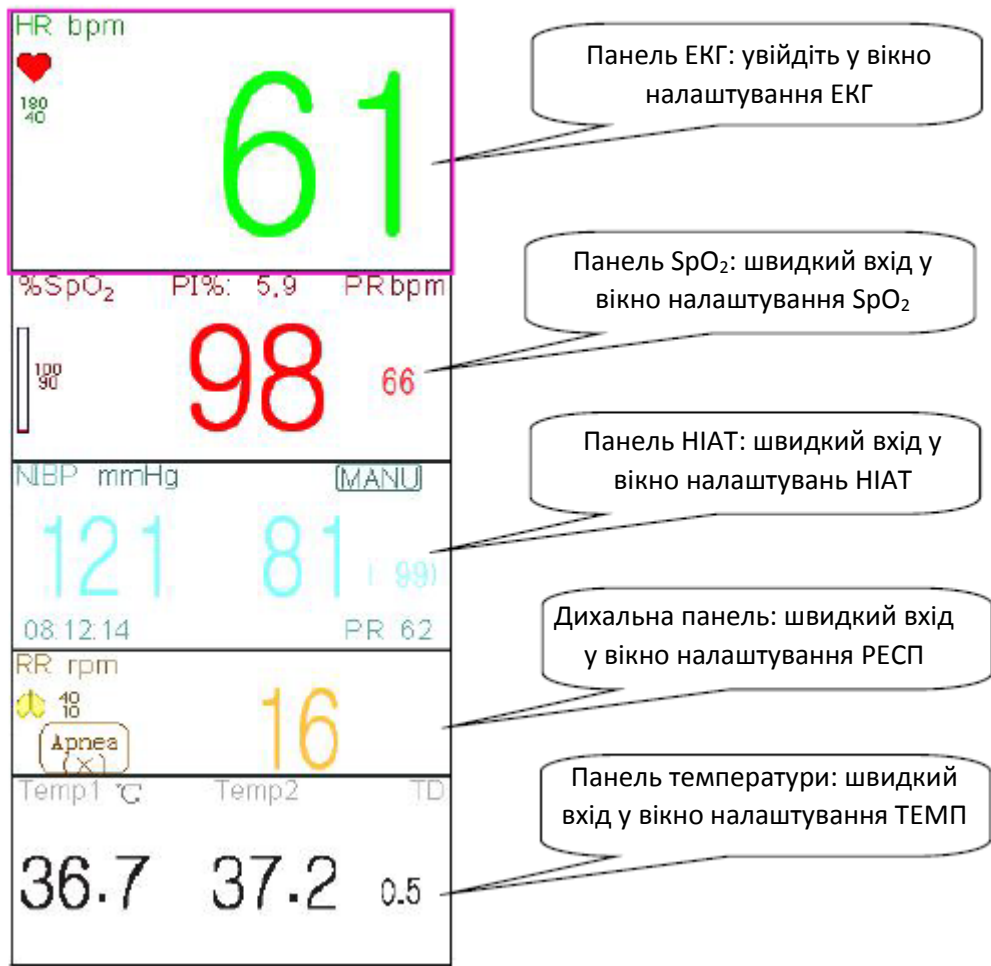 HR bpm
180
40
61
Панель ЕКГ: увійдіть у вікно
налаштування ЕКГ
%SpO₂ PI%: 5,9 PRbpm
100
90
98
66
Панель SpO₂: швидкий вхід у
вікно налаштування SpO₂
NIBP mmHg (MANU)
121 81 ( 99)
08:12:14 PR 62
Панель НІАТ: швидкий вхід у
вікно налаштувань НІАТ
RR rpm
40
10
Apnea
(X)
16
Дихальна панель: швидкий вхід
у вікно налаштування РЕСП
Temp1 °C Temp2 TD
36.7 37.2 0.5
Панель температури: швидкий
вхід у вікно налаштування ТЕМП